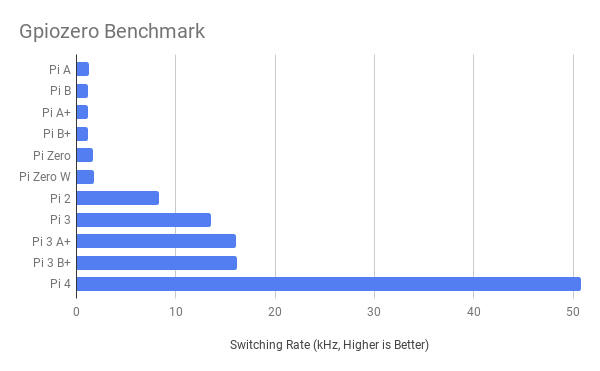 Gpiozero Benchmark
Pi A
Pi B
Pi A+
Pi B+
Pi Zero
Pi Zero W
Pi 2
Pi 3
Pi 3 A+
Pi 3 B+
Pi 4
0 10 20 30 40 50
Switching Rate (kHz, Higher is Better)